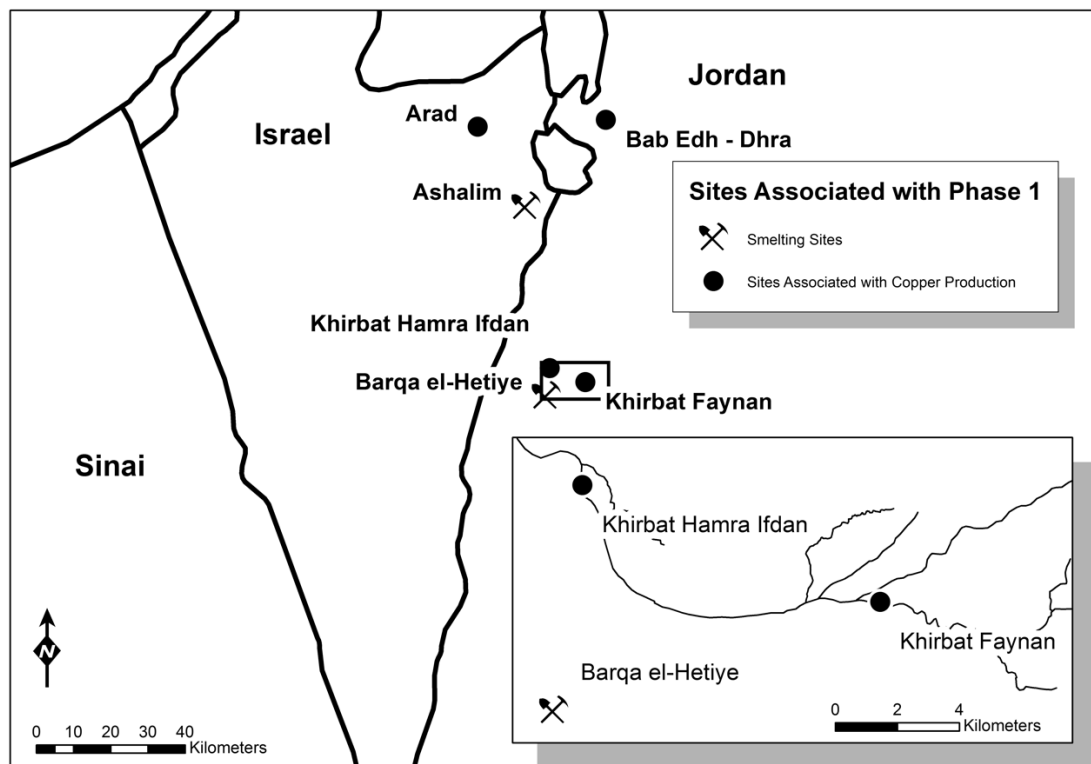 Jordan
Israel
Arad
Bab Edh - Dhra
Ashalim
Sites Associated with Phase 1
Smelting Sites
Sites Associated with Copper Production
Khirbat Hamra Ifdan
Barqa el-Hetiye
Khirbat Faynan
Sinai
Khirbat Hamra Ifdan
Khirbat Faynan
Barqa el-Hetiye
N
0 10 20 30 40
Kilometers
0 2 4
Kilometers